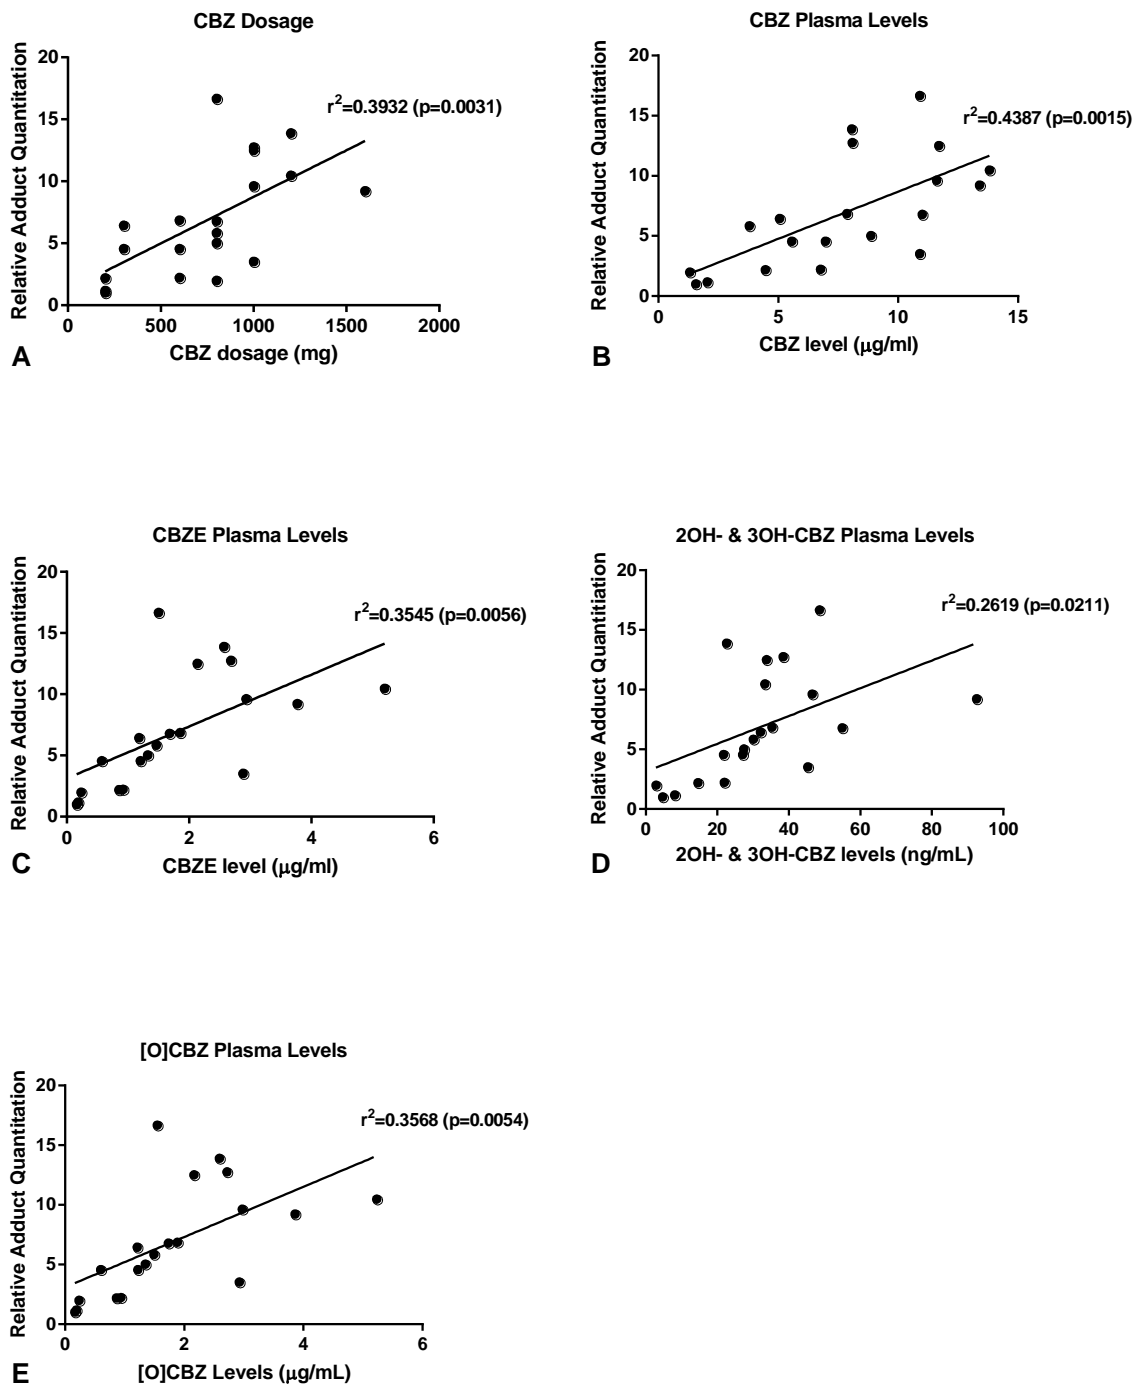 CBZ Dosage
Relative Adduct Quantitation
20
15
10
5
0
r²=0.3932 (p=0.0031)
0 500 1000 1500 2000
CBZ dosage (mg)
A
CBZ Plasma Levels
Relative Adduct Quantitation
20
15
10
5
0
r²=0.4387 (p=0.0015)
0 5 10 15
CBZ level (μg/ml)
B
CBZE Plasma Levels
Relative Adduct Quantitation
20
15
10
5
0
r²=0.3545 (p=0.0056)
0 2 4 6
CBZE level (μg/ml)
C
2OH- & 3OH-CBZ Plasma Levels
Relative Adduct Quantitiation
20
15
10
5
0
r²=0.2619 (p=0.0211)
0 20 40 60 80 100
2OH- & 3OH-CBZ levels (ng/mL)
D
[O]CBZ Plasma Levels
Relative Adduct Quantitation
20
15
10
5
0
r²=0.3568 (p=0.0054)
0 2 4 6
[O]CBZ Levels (μg/mL)
E